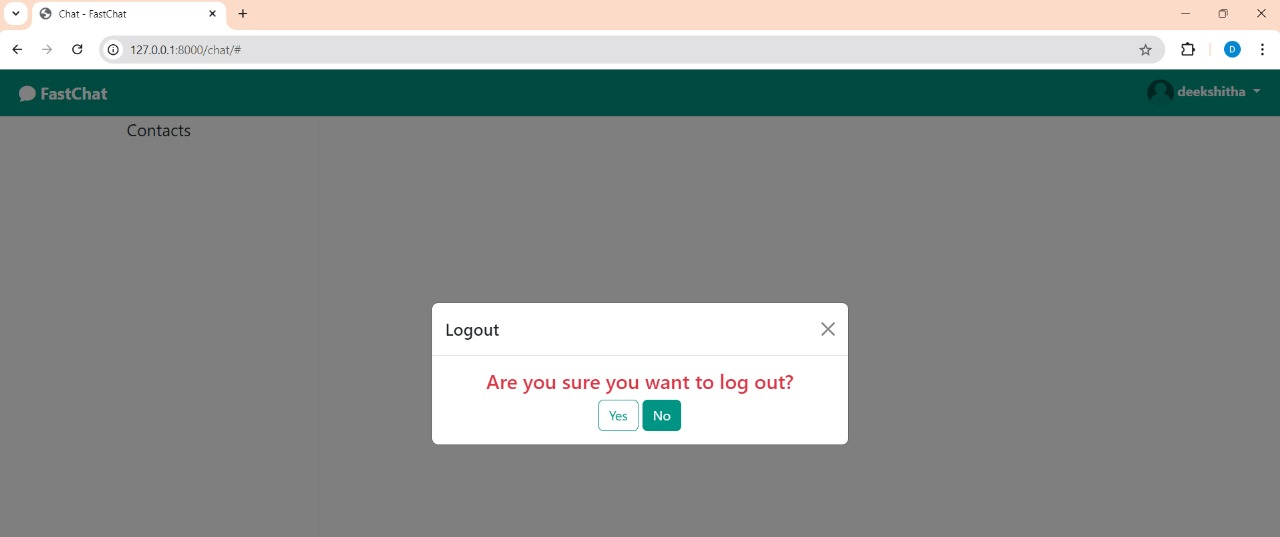 Chat - FastChat
127.0.0.1:8000/chat/#
D
FastChat
deekshitha
Contacts
Logout
Are you sure you want to log out?
Yes No